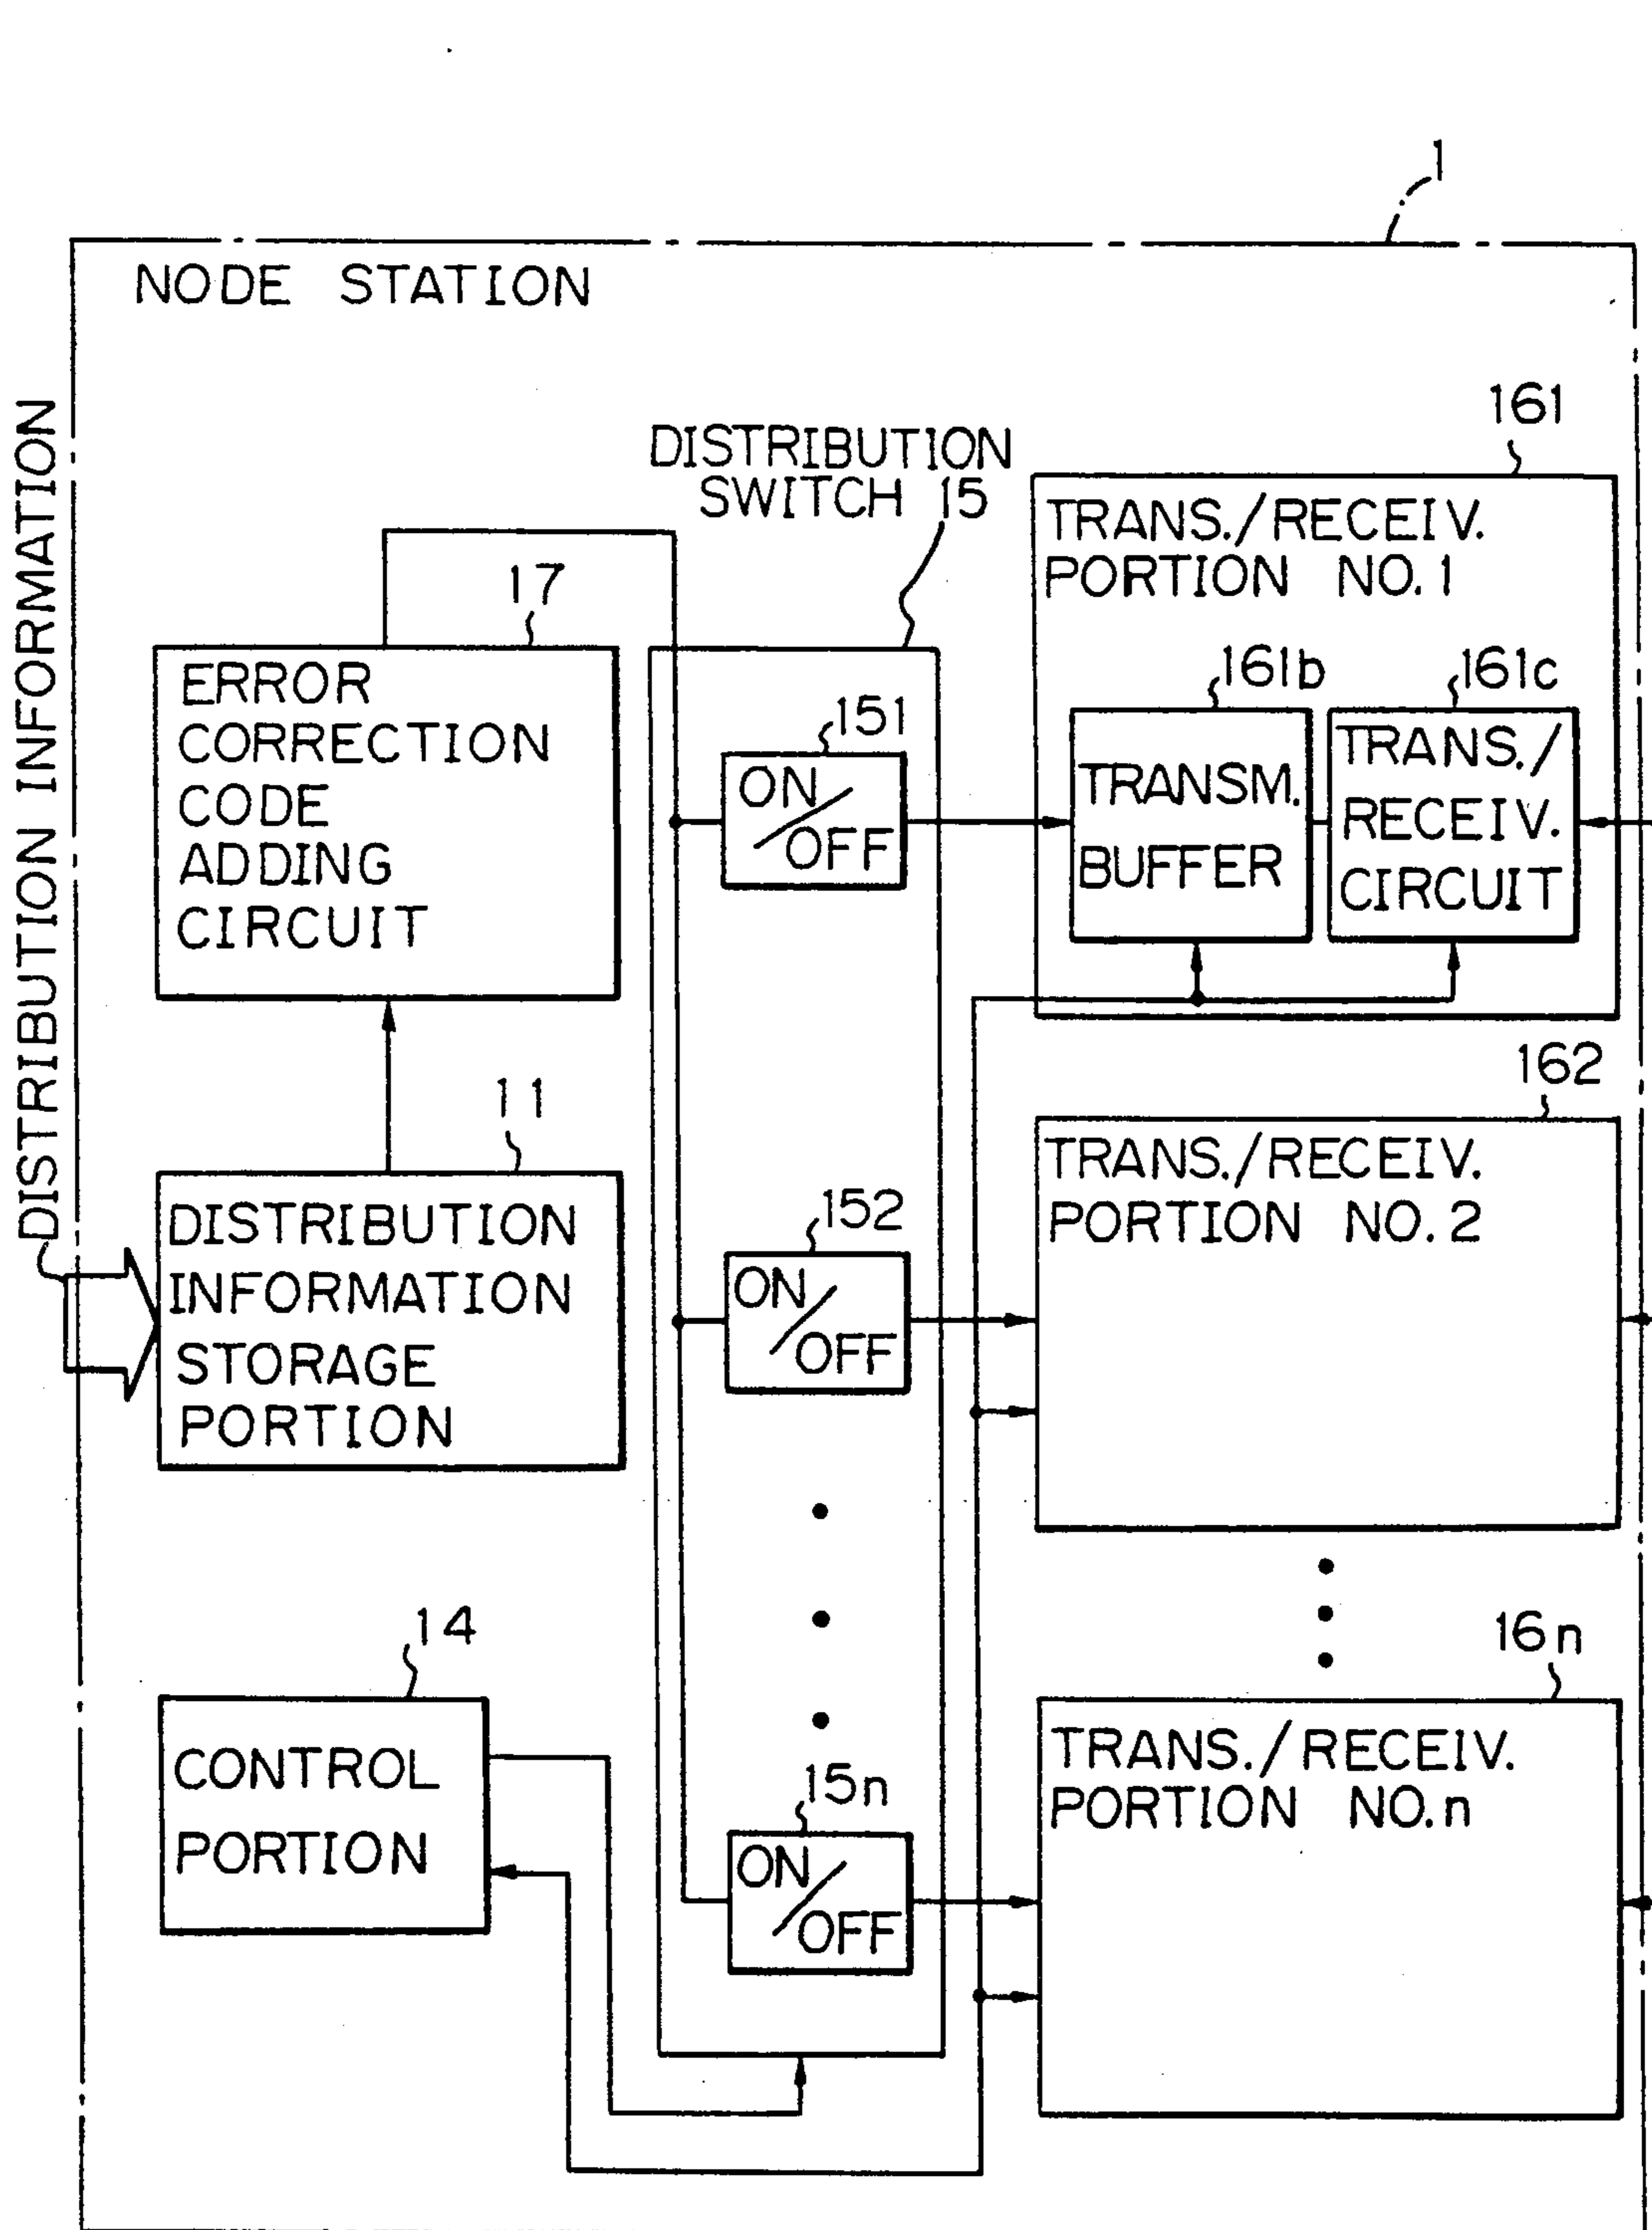 1
NODE STATION
DISTRIBUTION INFORMATION
DISTRIBUTION
SWITCH 15
17
ERROR
CORRECTION
CODE
ADDING
CIRCUIT
11
DISTRIBUTION
INFORMATION
STORAGE
PORTION
14
CONTROL
PORTION
151
ON/OFF
152
ON/OFF
15n
ON/OFF
161
TRANS./RECEIV.
PORTION NO.1
161b
TRANSM.
BUFFER
161c
TRANS./
RECEIV.
CIRCUIT
162
TRANS./RECEIV.
PORTION NO.2
16n
TRANS./RECEIV.
PORTION NO.n